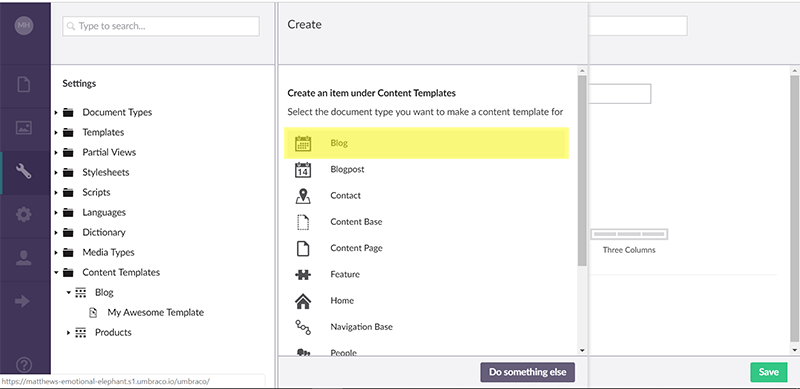 MN
Type to search...
Settings
Document Types
Templates
Partial Views
Stylesheets
Scripts
Languages
Dictionary
Media Types
Content Templates
Blog
My Awesome Template
Products
https://matthews-emotional-elephant.s1.umbraco.io/umbraco/
Create
Create an item under Content Templates
Select the document type you want to make a content template for
Blog
14
Blogpost
Contact
Content Base
Content Page
Feature
Home
Navigation Base
People
Do something else
Three Columns
Save